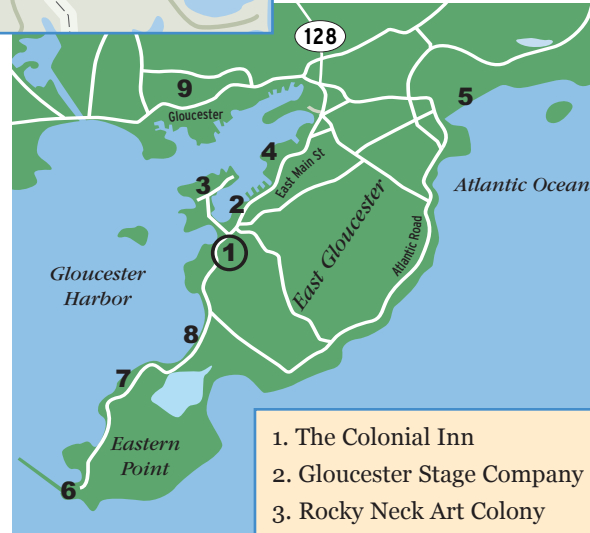 128
9
Gloucester
5
4
East Main St
3
Atlantic Ocean
2
East Gloucester
1
Atlantic Road
Gloucester
Harbor
8
7
Eastern
Point
6
1. The Colonial Inn
2. Gloucester Stage Company
3. Rocky Neck Art Colony